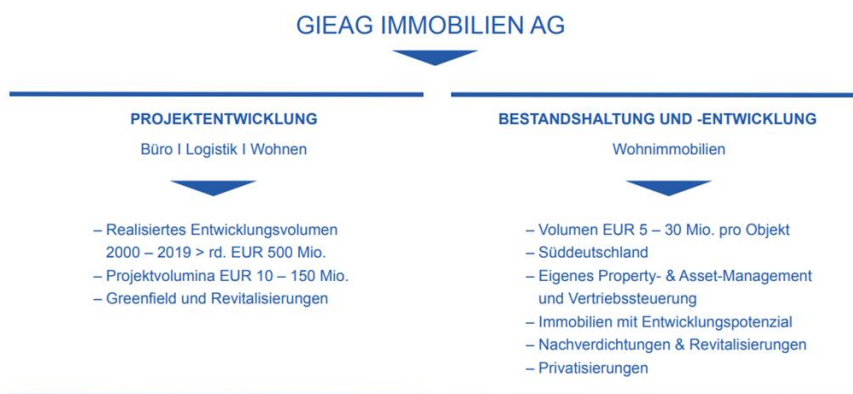 GIEAG IMMOBILIEN AG
PROJEKTENTWICKLUNG
Büro I Logistik I Wohnen
– Realisiertes Entwicklungsvolumen
2000 – 2019 > rd. EUR 500 Mio.
– Projektvolumina EUR 10 – 150 Mio.
– Greenfield und Revitalisierungen
BESTANDSHALTUNG UND -ENTWICKLUNG
Wohnimmobilien
– Volumen EUR 5 – 30 Mio. pro Objekt
– Süddeutschland
– Eigenes Property- & Asset-Management
und Vertriebssteuerung
– Immobilien mit Entwicklungspotenzial
– Nachverdichtungen & Revitalisierungen
– Privatisierungen